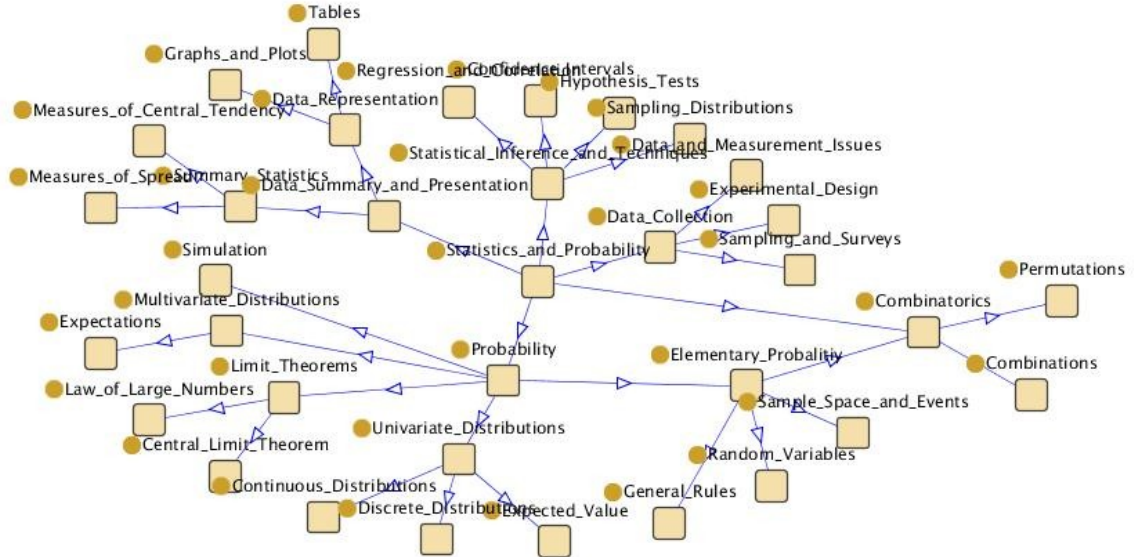 Tables
Graphs_and_Plots
Regression_and_Correlation
Confidence_Intervals
Hypothesis_Tests
Data_Representation
Sampling_Distributions
Measures_of_Central_Tendency
Statistical_Inference_and_Techniques
Data_and_Measurement_Issues
Measures_of_Spread
Summary_Statistics
Data_Summary_and_Presentation
Experimental_Design
Data_Collection
Simulation
Statistics_and_Probability
Sampling_and_Surveys
Permutations
Multivariate_Distributions
Combinatorics
Expectations
Probability
Elementary_Probalitiy
Limit_Theorems
Combinations
Law_of_Large_Numbers
Sample_Space_and_Events
Univariate_Distributions
Central_Limit_Theorem
Random_Variables
Continuous_Distributions
General_Rules
Discrete_Distributions
Expected_Value